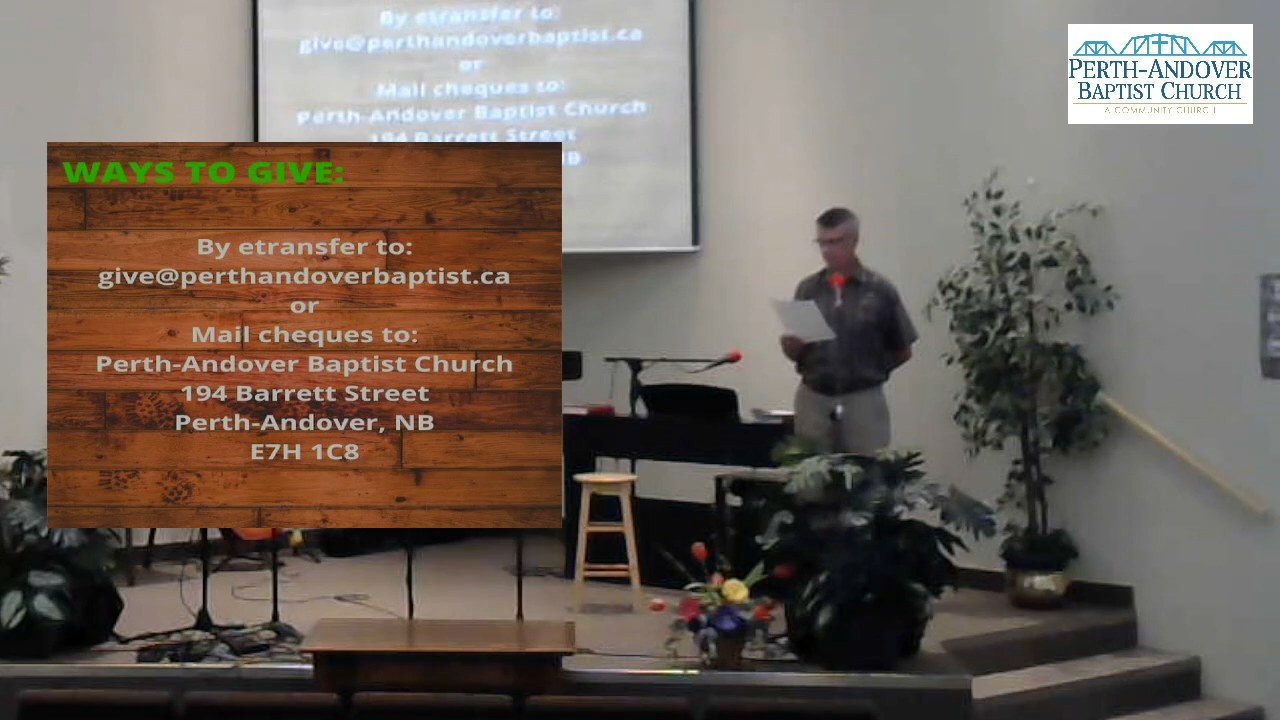 By etransfer to:
give@perthandoverbaptist.ca
or
Mail cheques to:
Perth-Andover Baptist Church
194 Barrett Street
NB
PERTH-ANDOVER
BAPTIST CHURCH
A COMMUNITY CHURCH
WAYS TO GIVE:
By etransfer to:
give@perthandoverbaptist.ca
or
Mail cheques to:
Perth-Andover Baptist Church
194 Barrett Street
Perth-Andover, NB
E7H 1C8